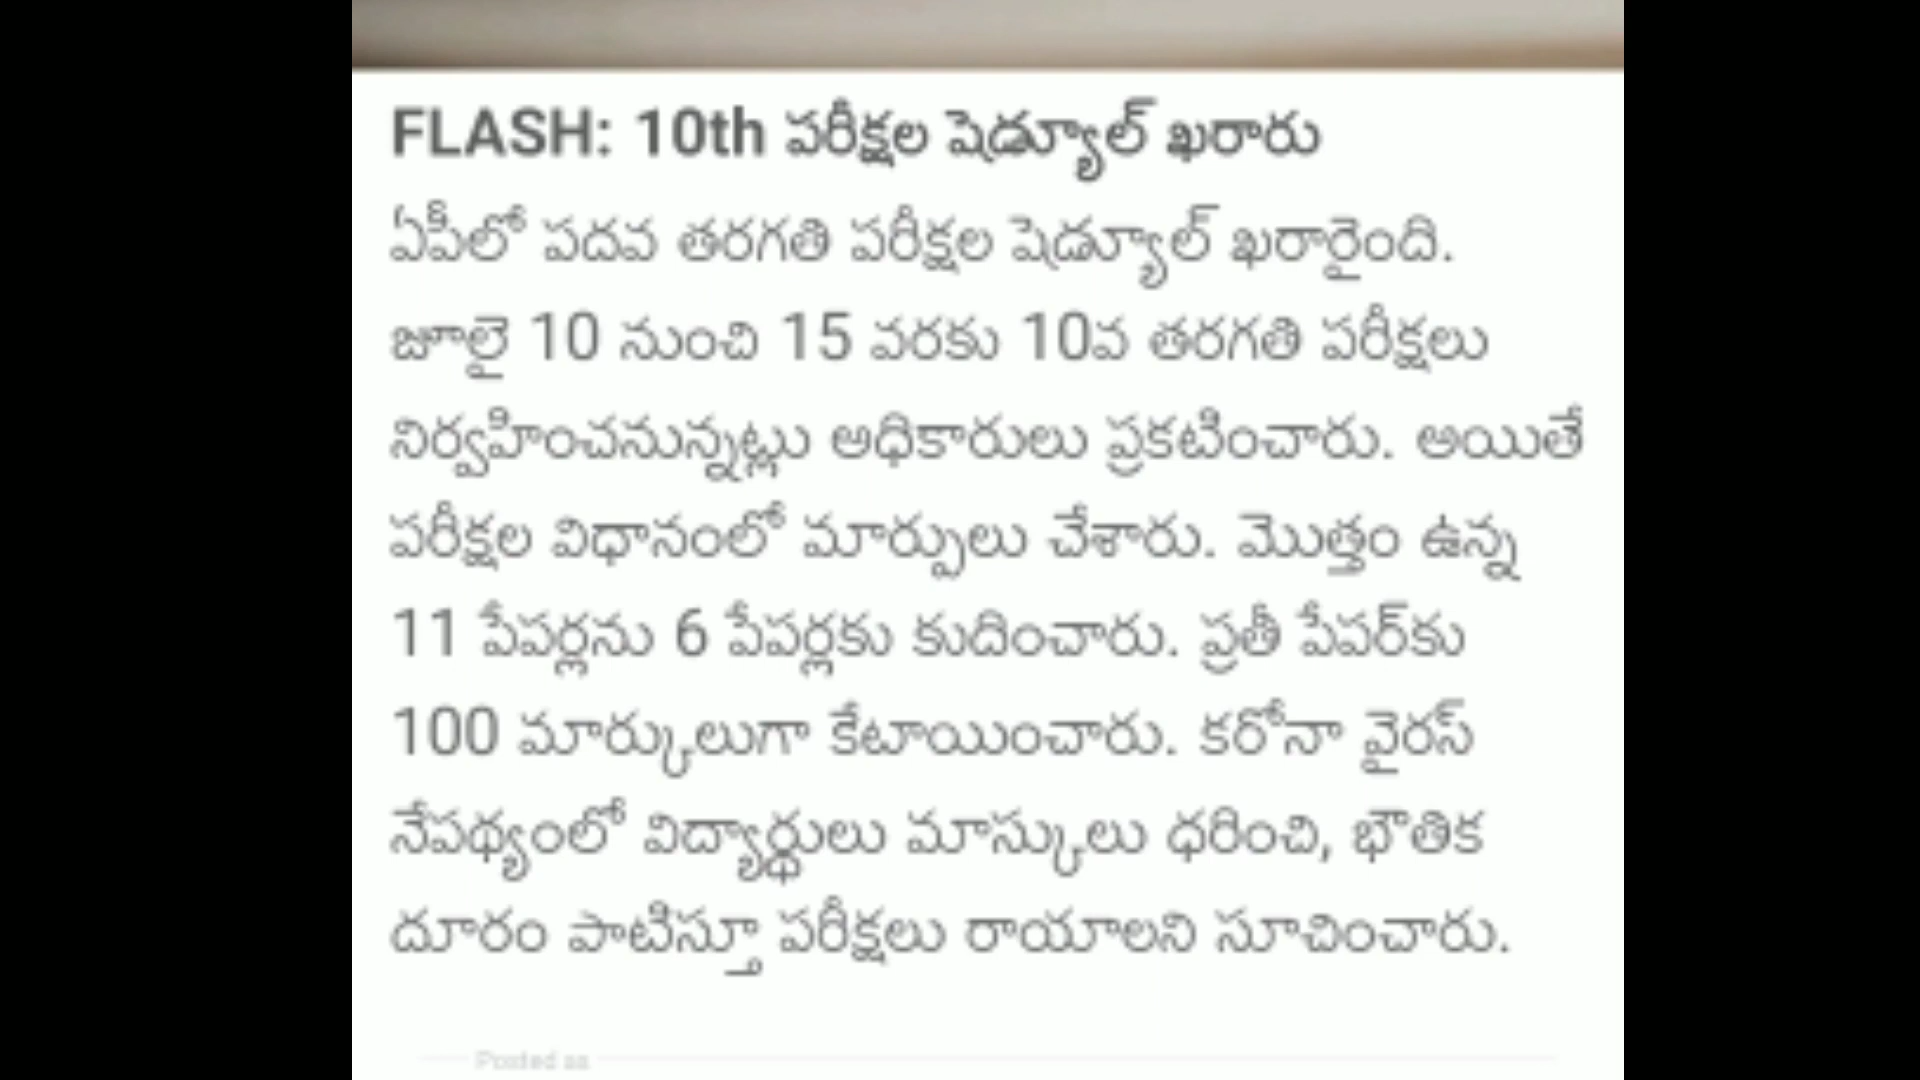 FLASH: 10th పరీక్షల షెడ్యూల్ ఖరారు
ఏపీలో పదవ తరగతి పరీక్షల షెడ్యూల్ ఖరారైంది.
జూలై 10 నుంచి 15 వరకు 10వ తరగతి పరీక్షలు
నిర్వహించనున్నట్లు అధికారులు ప్రకటించారు. అయితే
పరీక్షల విధానంలో మార్పులు చేశారు. మొత్తం ఉన్న
11 పేపర్లను 6 పేపర్లకు కుదించారు. ప్రతీ పేపర్‌కు
100 మార్కులుగా కేటాయించారు. కరోనా వైరస్
నేపథ్యంలో విద్యార్థులు మాస్కులు ధరించి, భౌతిక
దూరం పాటిస్తూ పరీక్షలు రాయాలని సూచించారు.
Posted as